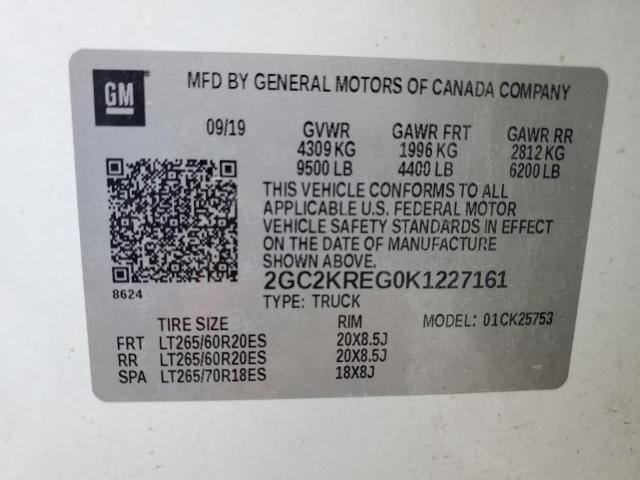 GM
MFD BY GENERAL MOTORS OF CANADA COMPANY
09/19 GVWR GAWR FRT GAWR RR
4309 KG 1996 KG 2812 KG
9500 LB 4400 LB 6200 LB
THIS VEHICLE CONFORMS TO ALL
APPLICABLE U.S. FEDERAL MOTOR
VEHICLE SAFETY STANDARDS IN EFFECT
ON THE DATE OF MANUFACTURE
8624
2GC2KREG0K1227161
TYPE: TRUCK
TIRE SIZE RIM MODEL: 01CK25753
FRT LT265/60R20ES 20X8.5J
RR LT265/60R20ES 20X8.5J
SPA LT265/70R18ES 18X8J